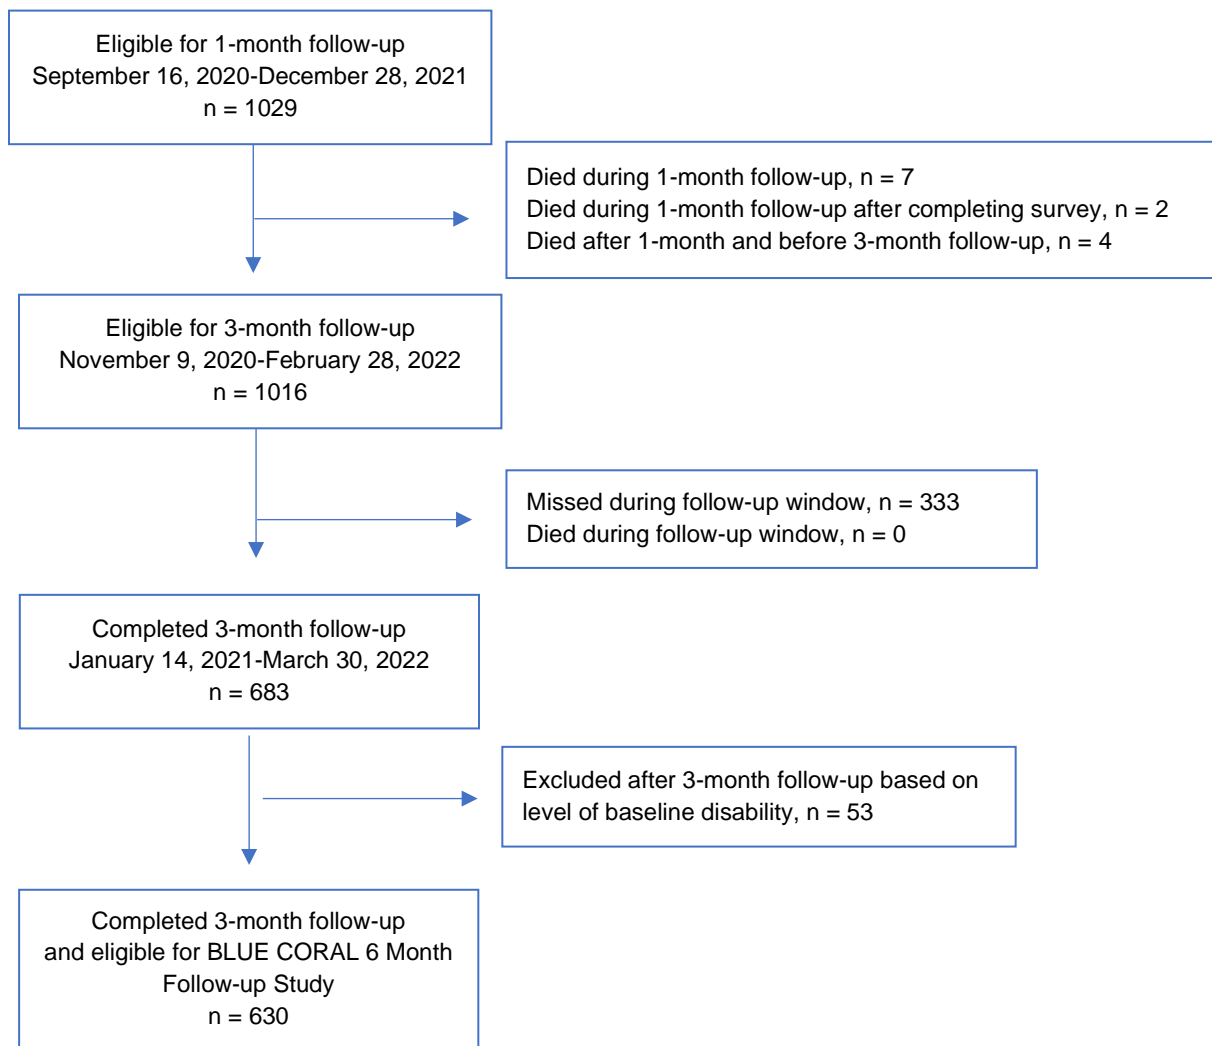 Eligible for 1-month follow-up
September 16, 2020-December 28, 2021
n = 1029
Died during 1-month follow-up, n = 7
Died during 1-month follow-up after completing survey, n = 2
Died after 1-month and before 3-month follow-up, n = 4
Eligible for 3-month follow-up
November 9, 2020-February 28, 2022
n = 1016
Missed during follow-up window, n = 333
Died during follow-up window, n = 0
Completed 3-month follow-up
January 14, 2021-March 30, 2022
n = 683
Excluded after 3-month follow-up based on
level of baseline disability, n = 53
Completed 3-month follow-up
and eligible for BLUE CORAL 6 Month
Follow-up Study
n = 630